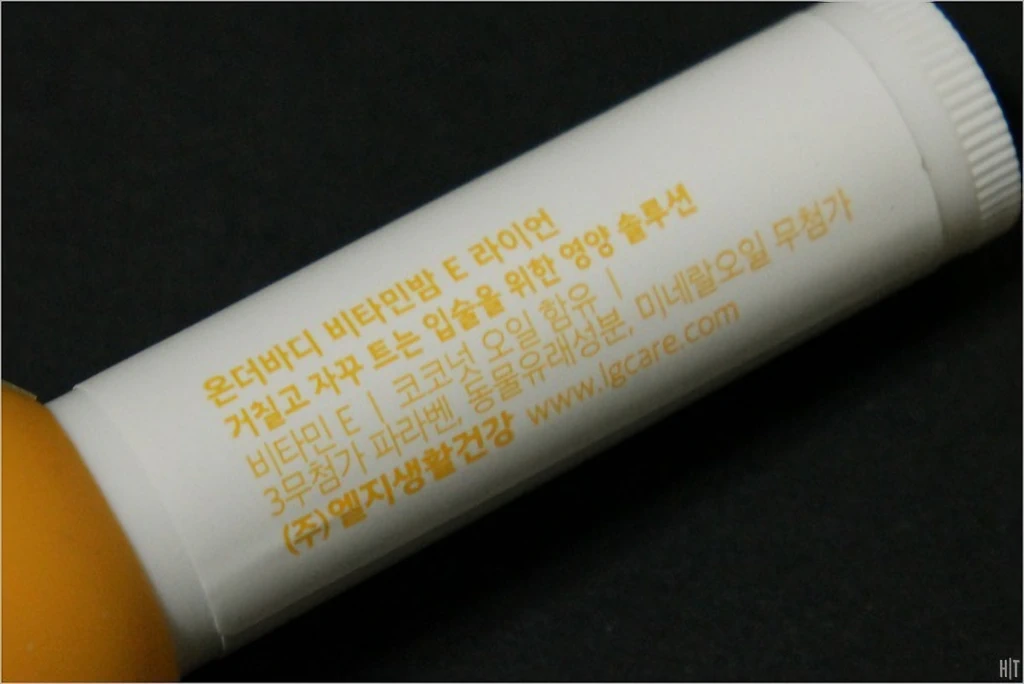 온더바디 비타민밤 E 라이언
거칠고 자꾸 트는 입술을 위한 영양 솔루션
비타민 E | 코코넛 오일 함유 |
3무첨가 파라벤, 동물유래성분, 미네랄오일 무첨가
(주)엘지생활건강 www.lgcare.com
H|T